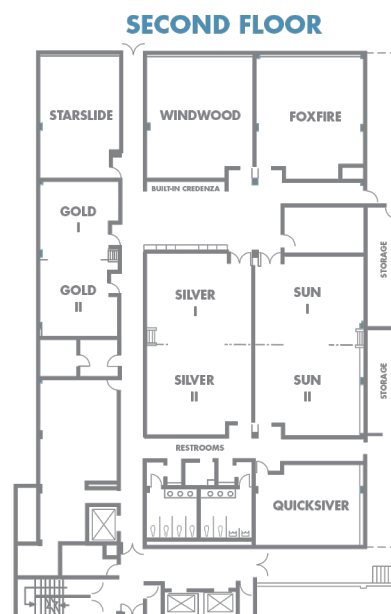 SECOND FLOOR
STARSLIDE
WINDWOOD
FOXFIRE
BUILT-IN CREDENZA
GOLD
I
GOLD
II
SILVER
I
SUN
I
STORAGE
SILVER
II
SUN
II
STORAGE
RESTROOMS
QUICKSIVER